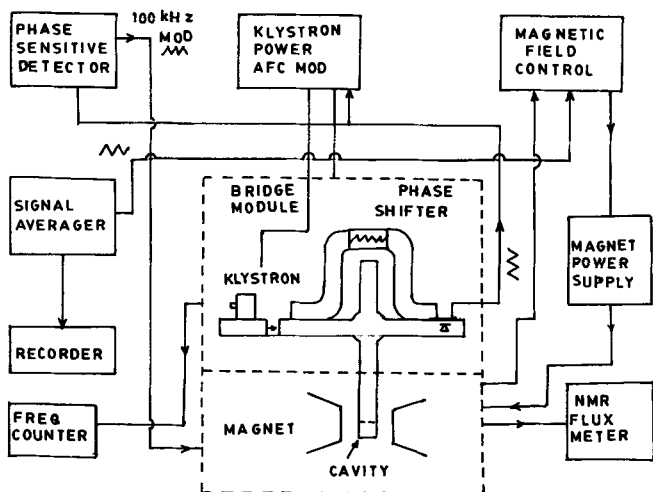 PHASE
SENSITIVE
DETECTOR
100 kHz
MOD
KLYSTRON
POWER
AFC MOD
MAGNETIC
FIELD
CONTROL
SIGNAL
AVERAGER
BRIDGE
MODULE
PHASE
SHIFTER
KLYSTRON
MAGNET
POWER
SUPPLY
RECORDER
FREQ
COUNTER
MAGNET
CAVITY
NMR
FLUX
METER